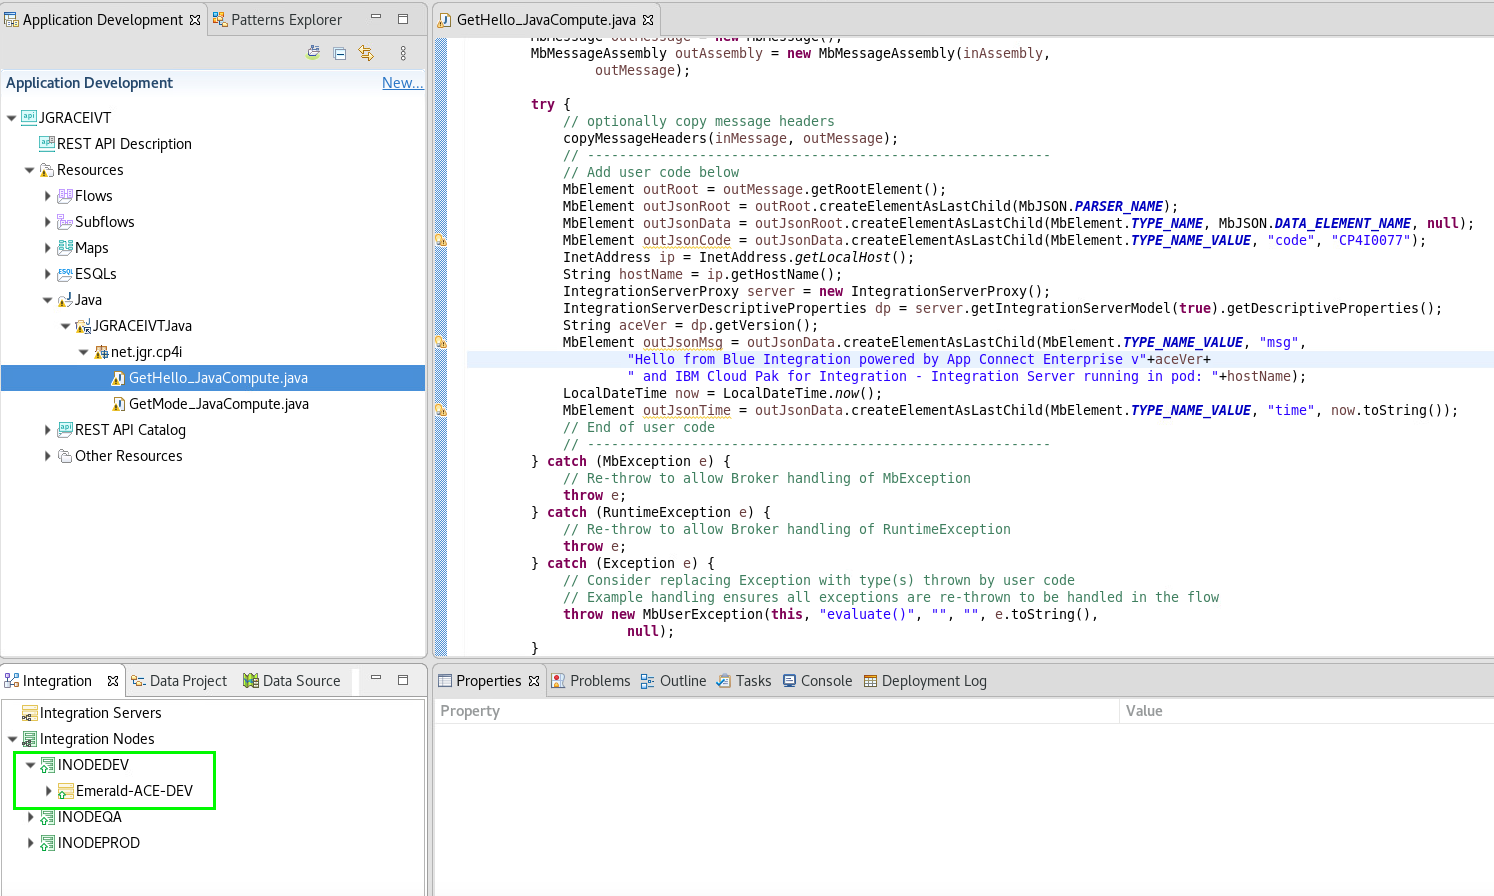 Application Development
Patterns Explorer
Application Development
New...
JGRACEIVT
REST API Description
Resources
Flows
Subflows
Maps
ESQLs
Java
JGRACEIVTJava
net.jgr.cp4i
GetHello_JavaCompute.java
GetMode_JavaCompute.java
REST API Catalog
Other Resources
GetHello_JavaCompute.java
MbMessage outMessage = new MbMessage();
MbMessageAssembly outAssembly = new MbMessageAssembly(inAssembly,
outMessage);
try {
// optionally copy message headers
copyMessageHeaders(inMessage, outMessage);
// ----------------------------------------------------------
// Add user code below
MbElement outRoot = outMessage.getRootElement();
MbElement outJsonRoot = outRoot.createElementAsLastChild(MbJSON.PARSER_NAME);
MbElement outJsonData = outJsonRoot.createElementAsLastChild(MbElement.TYPE_NAME, MbJSON.DATA_ELEMENT_NAME, null);
MbElement outJsonCode = outJsonData.createElementAsLastChild(MbElement.TYPE_NAME_VALUE, "code", "CP4I0077");
InetAddress ip = InetAddress.getLocalHost();
String hostName = ip.getHostName();
IntegrationServerProxy server = new IntegrationServerProxy();
IntegrationServerDescriptiveProperties dp = server.getIntegrationServerModel(true).getDescriptiveProperties();
String aceVer = dp.getVersion();
MbElement outJsonMsg = outJsonData.createElementAsLastChild(MbElement.TYPE_NAME_VALUE, "msg",
"Hello from Blue Integration powered by App Connect Enterprise v"+aceVer+
" and IBM Cloud Pak for Integration - Integration Server running in pod: "+hostName);
LocalDateTime now = LocalDateTime.now();
MbElement outJsonTime = outJsonData.createElementAsLastChild(MbElement.TYPE_NAME_VALUE, "time", now.toString());
// End of user code
// ----------------------------------------------------------
} catch (MbException e) {
// Re-throw to allow Broker handling of MbException
throw e;
} catch (RuntimeException e) {
// Re-throw to allow Broker handling of RuntimeException
throw e;
} catch (Exception e) {
// Consider replacing Exception with type(s) thrown by user code
// Example handling ensures all exceptions are re-thrown to be handled in the flow
throw new MbUserException(this, "evaluate()", "", "", e.toString(),
null);
}
Integration
Data Project
Data Source
Integration Servers
Integration Nodes
INODEDEV
Emerald-ACE-DEV
INODEQA
INODEPROD
Properties
Problems
Outline
Tasks
Console
Deployment Log
Property
Value